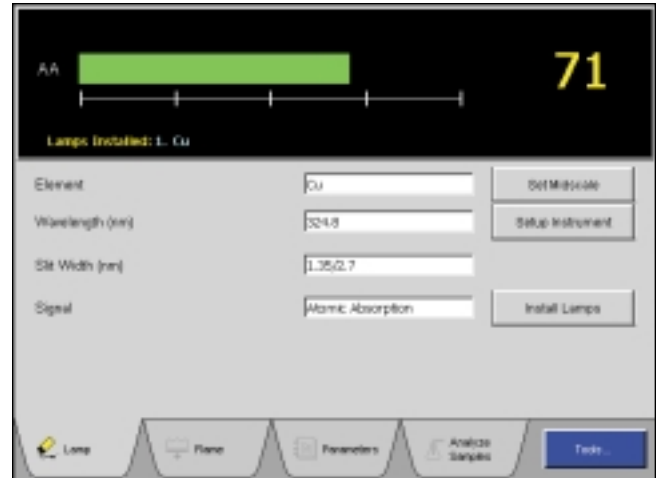 AA
71
Lamps Installed: 1. Cu
Element
Cu
Set Midscale
Wavelength (nm)
324.8
Setup Instrument
Slit Width (nm)
1.35/2.7
Signal
Atomic Absorption
Install Lamps
Lamp
Flame
Parameters
Analyze Samples
Tools...